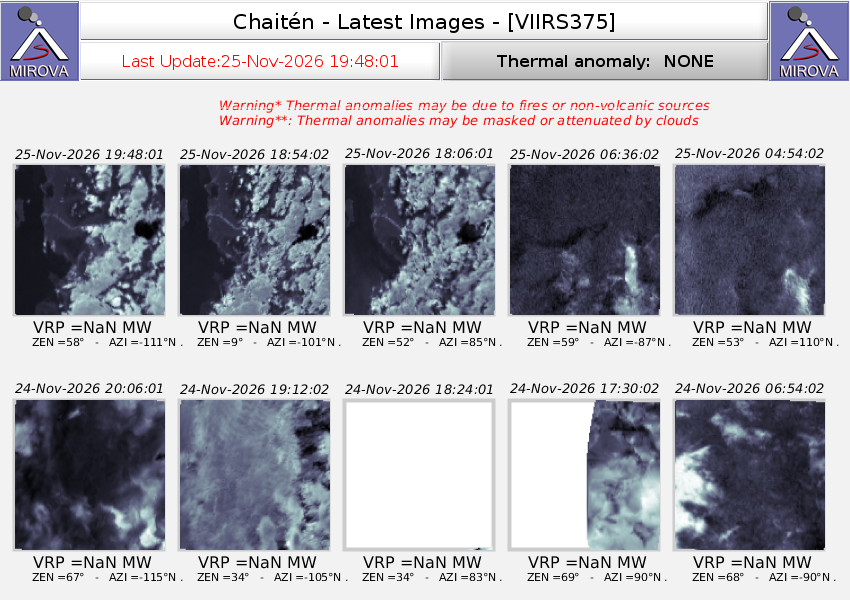 Chaitén - Latest Images - [VIIRS375]
MIROVA
Last Update:25-Nov-2026 19:48:01
Thermal anomaly: NONE
MIROVA
Warning* Thermal anomalies may be due to fires or non-volcanic sources
Warning**: Thermal anomalies may be masked or attenuated by clouds
25-Nov-2026 19:48:01 25-Nov-2026 18:54:02 25-Nov-2026 18:06:01 25-Nov-2026 06:36:02 25-Nov-2026 04:54:02
VRP =NaN MW VRP =NaN MW VRP =NaN MW VRP =NaN MW VRP =NaN MW
ZEN =58° - AZI =-111°N . ZEN =9° - AZI =-101°N . ZEN =52° - AZI =85°N . ZEN =59° - AZI =-87°N . ZEN =53° - AZI =110°N .
24-Nov-2026 20:06:01 24-Nov-2026 19:12:02 24-Nov-2026 18:24:01 24-Nov-2026 17:30:02 24-Nov-2026 06:54:02
VRP =NaN MW VRP =NaN MW VRP =NaN MW VRP =NaN MW VRP =NaN MW
ZEN =67° - AZI =-115°N . ZEN =34° - AZI =-105°N . ZEN =34° - AZI =83°N . ZEN =69° - AZI =90°N . ZEN =68° - AZI =-90°N .